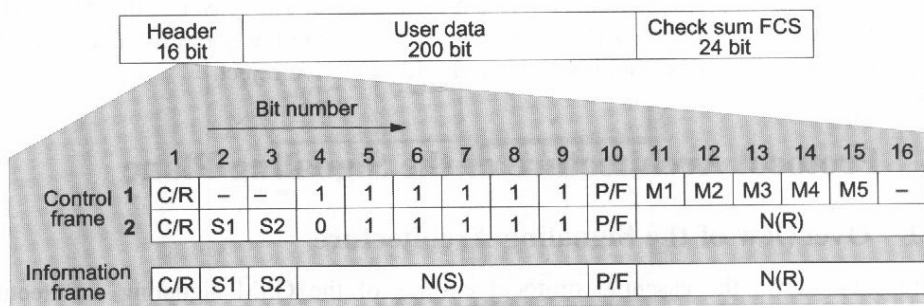 Header User data Check sum FCS
16 bit 200 bit 24 bit
Bit number
1 2 3 4 5 6 7 8 9 10 11 12 13 14 15 16
Control 1 C/R – – 1 1 1 1 1 1 P/F M1 M2 M3 M4 M5 –
frame 2 C/R S1 S2 0 1 1 1 1 1 P/F N(R)
Information C/R S1 S2 N(S) P/F N(R)
frame